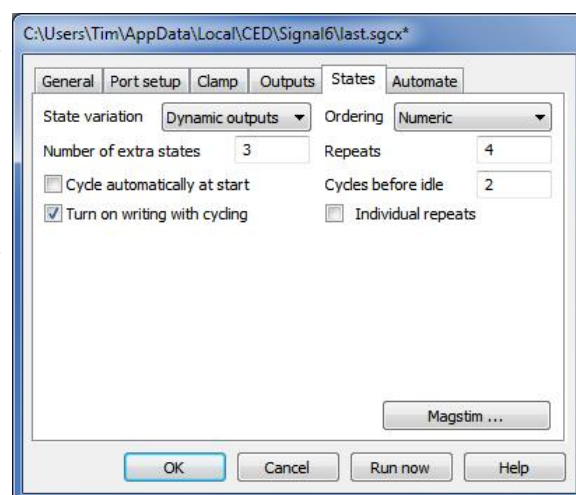 C:\Users\Tim\AppData\Local\CED\Signal6\last.sgcx*
General Port setup Clamp Outputs States Automate
State variation Dynamic outputs Ordering Numeric
Number of extra states 3 Repeats 4
Cycle automatically at start Cycles before idle 2
Turn on writing with cycling Individual repeats
Magstim ...
OK Cancel Run now Help